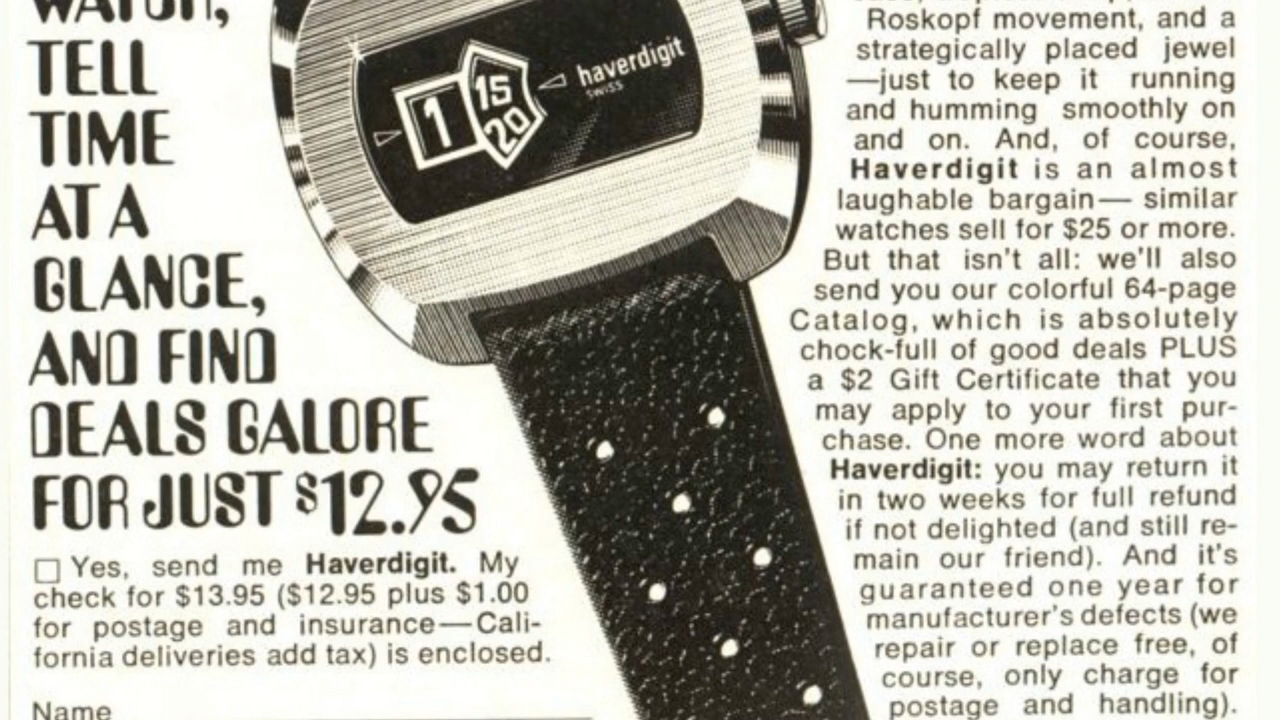 WATCH,
TELL
TIME
AT A
GLANCE,
AND FIND
DEALS GALORE
FOR JUST $12.95
☐ Yes, send me Haverdigit. My
check for $13.95 ($12.95 plus $1.00
for postage and insurance—Cali-
fornia deliveries add tax) is enclosed.
Name
1
15
20
haverdigit
SWISS
Roskopf movement, and a
strategically placed jewel
—just to keep it running
and humming smoothly on
and on. And, of course,
Haverdigit is an almost
laughable bargain— similar
watches sell for $25 or more.
But that isn't all: we'll also
send you our colorful 64-page
Catalog, which is absolutely
chock-full of good deals PLUS
a $2 Gift Certificate that you
may apply to your first pur-
chase. One more word about
Haverdigit: you may return it
in two weeks for full refund
if not delighted (and still re-
main our friend). And it's
guaranteed one year for
manufacturer's defects (we
repair or replace free, of
course, only charge for
postage and handling).